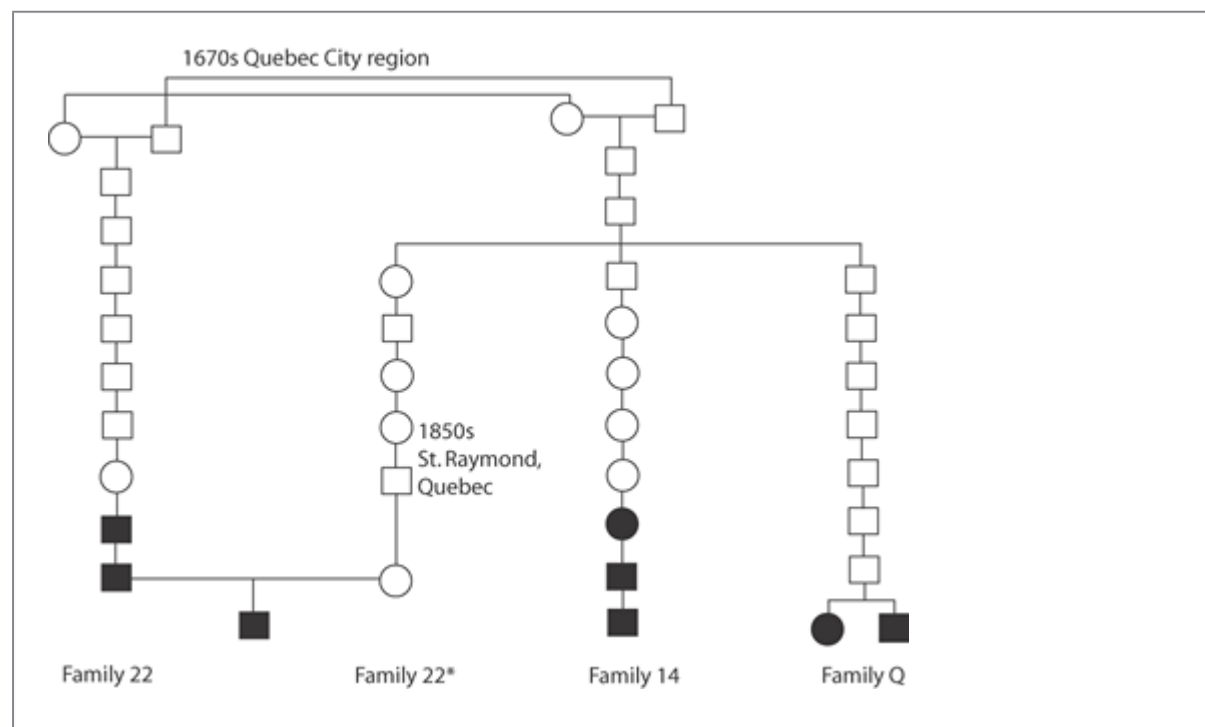 1670s Quebec City region
1850s
St. Raymond,
Quebec
Family 22
Family 22*
Family 14
Family Q